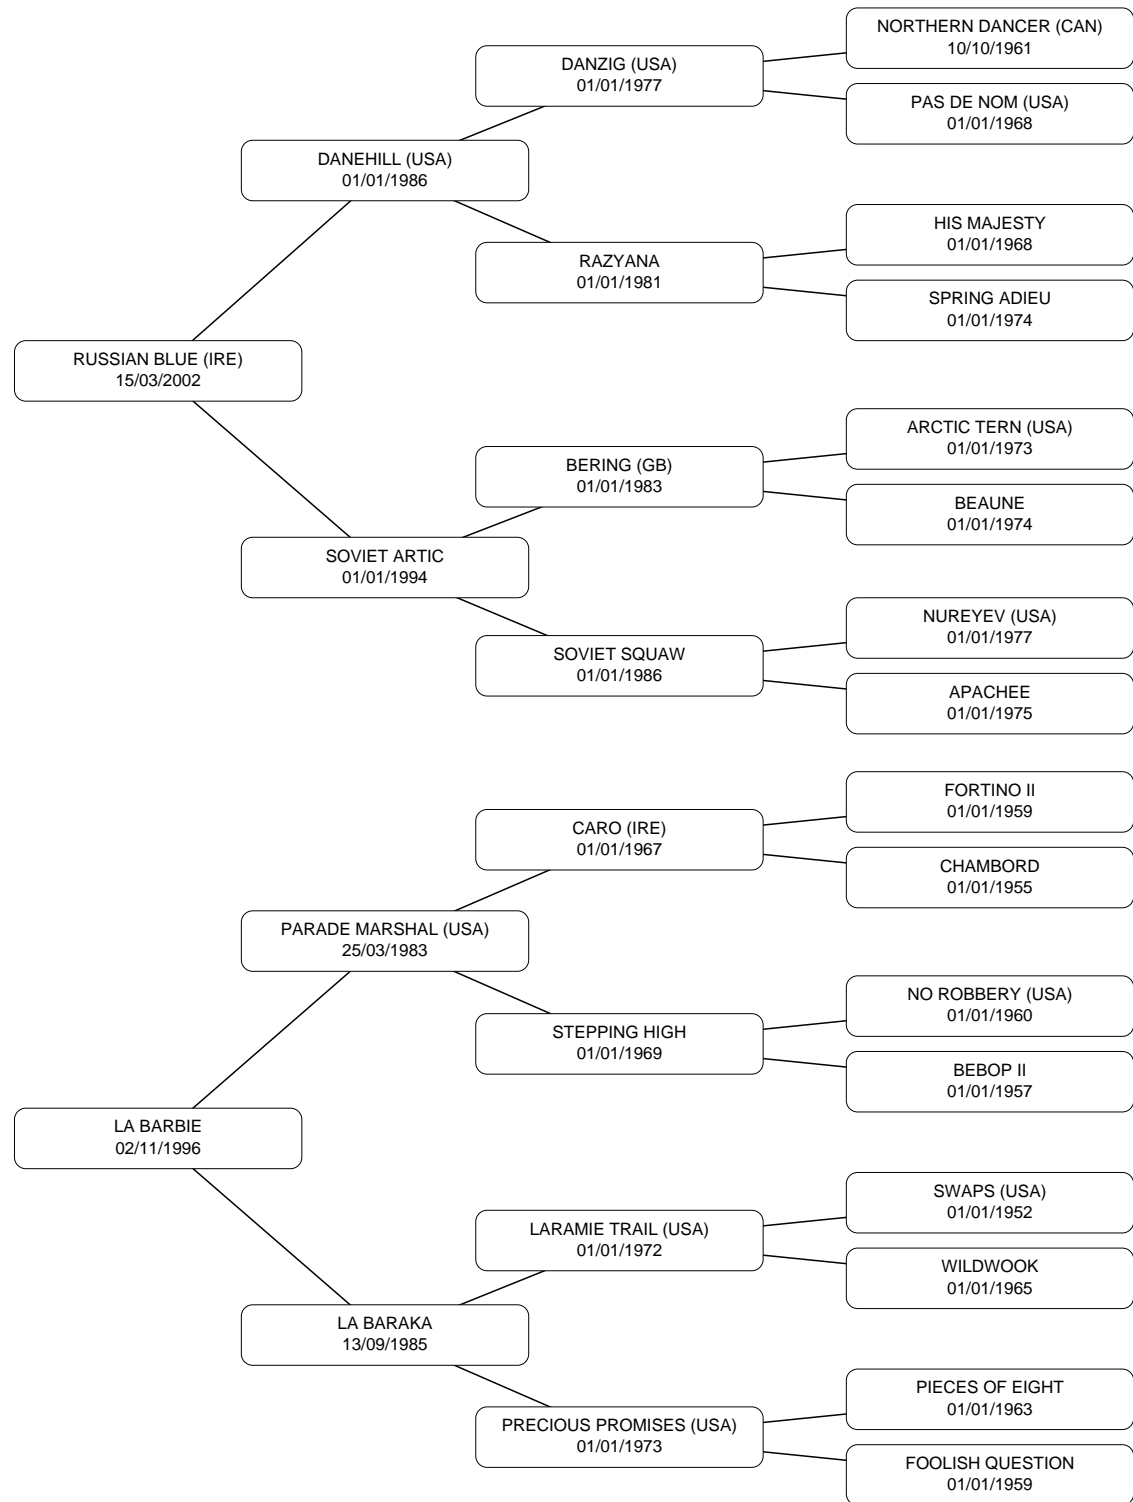 NORTHERN DANCER (CAN)
10/10/1961
DANZIG (USA)
01/01/1977
PAS DE NOM (USA)
01/01/1968
DANEHILL (USA)
01/01/1986
HIS MAJESTY
01/01/1968
RAZYANA
01/01/1981
SPRING ADIEU
01/01/1974
RUSSIAN BLUE (IRE)
15/03/2002
ARCTIC TERN (USA)
01/01/1973
BERING (GB)
01/01/1983
BEAUNE
01/01/1974
SOVIET ARTIC
01/01/1994
NUREYEV (USA)
01/01/1977
SOVIET SQUAW
01/01/1986
APACHEE
01/01/1975
FORTINO II
01/01/1959
CARO (IRE)
01/01/1967
CHAMBORD
01/01/1955
PARADE MARSHAL (USA)
25/03/1983
NO ROBBERY (USA)
01/01/1960
STEPPING HIGH
01/01/1969
BEBOP II
01/01/1957
LA BARBIE
02/11/1996
SWAPS (USA)
01/01/1952
LARAMIE TRAIL (USA)
01/01/1972
WILDWOOK
01/01/1965
LA BARAKA
13/09/1985
PIECES OF EIGHT
01/01/1963
PRECIOUS PROMISES (USA)
01/01/1973
FOOLISH QUESTION
01/01/1959